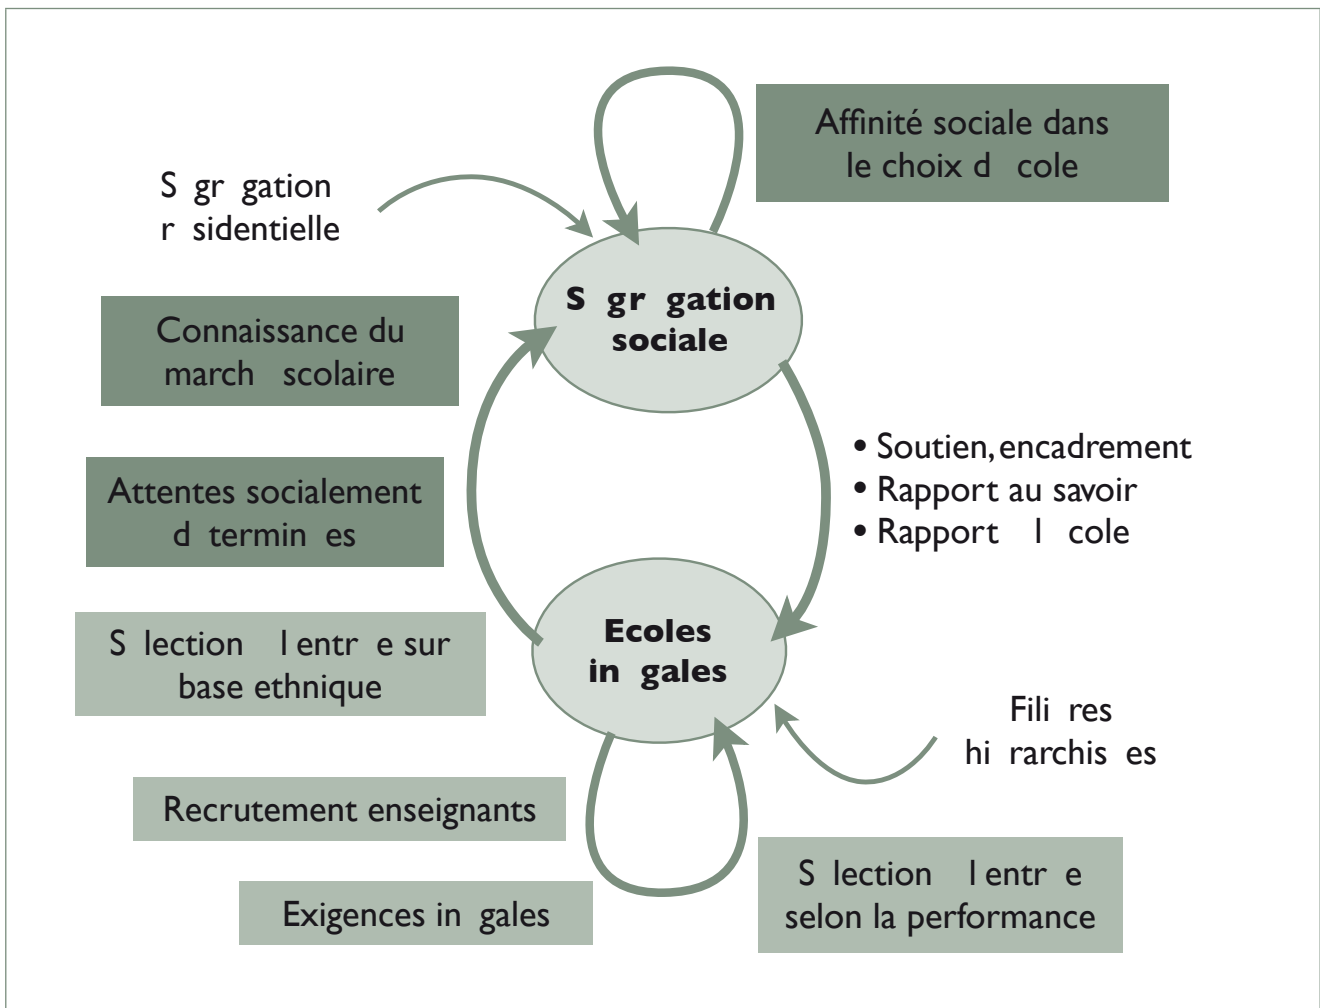 Affinité sociale dans
le choix d cole
S gr gation
r sidentielle
S gr gation
sociale
Connaissance du
march scolaire
• Soutien, encadrement
• Rapport au savoir
• Rapport l cole
Attentes socialement
d termin es
Ecoles
in gales
S lection l entr e sur
base ethnique
Fili res
hi rarchis es
Recrutement enseignants
S lection l entr e
selon la performance
Exigences in gales